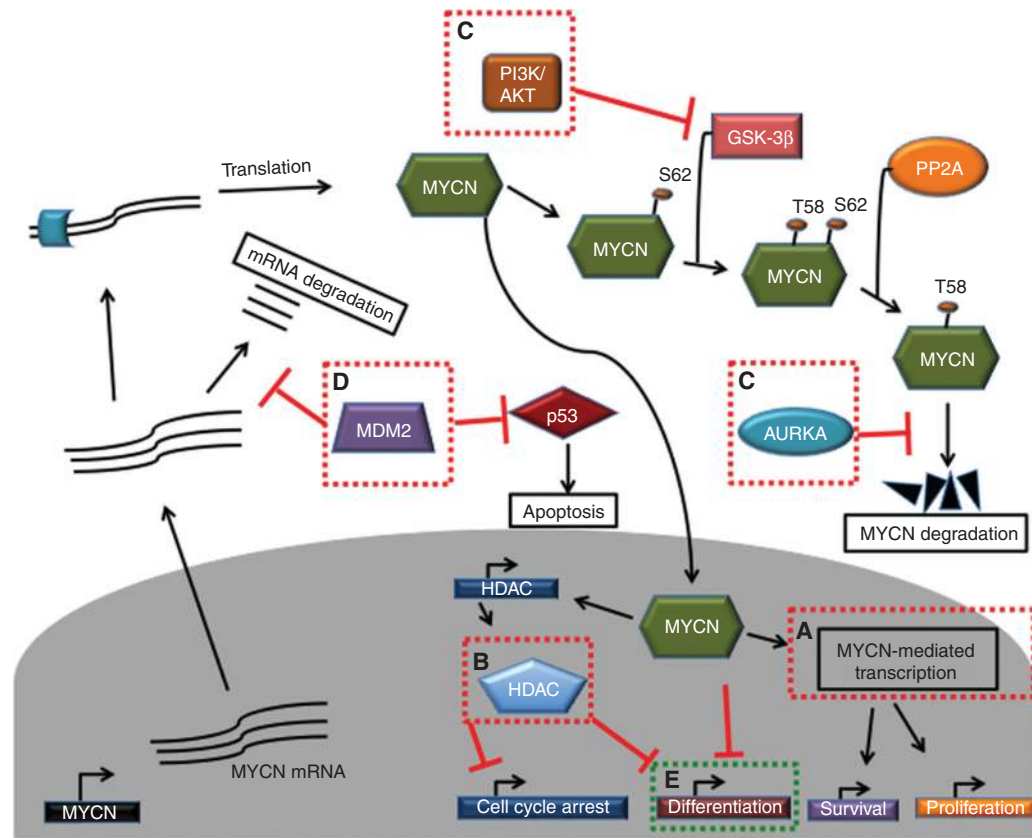 C
PI3K/
AKT
GSK-3β
PP2A
Translation
MYCN
S62
MYCN
T58
S62
MYCN
T58
MYCN
mRNA degradation
D
MDM2
p53
Apoptosis
C
AURKA
MYCN degradation
HDAC
B
HDAC
MYCN
A
MYCN-mediated
transcription
MYCN mRNA
MYCN
Cell cycle arrest
E
Differentiation
Survival
Proliferation